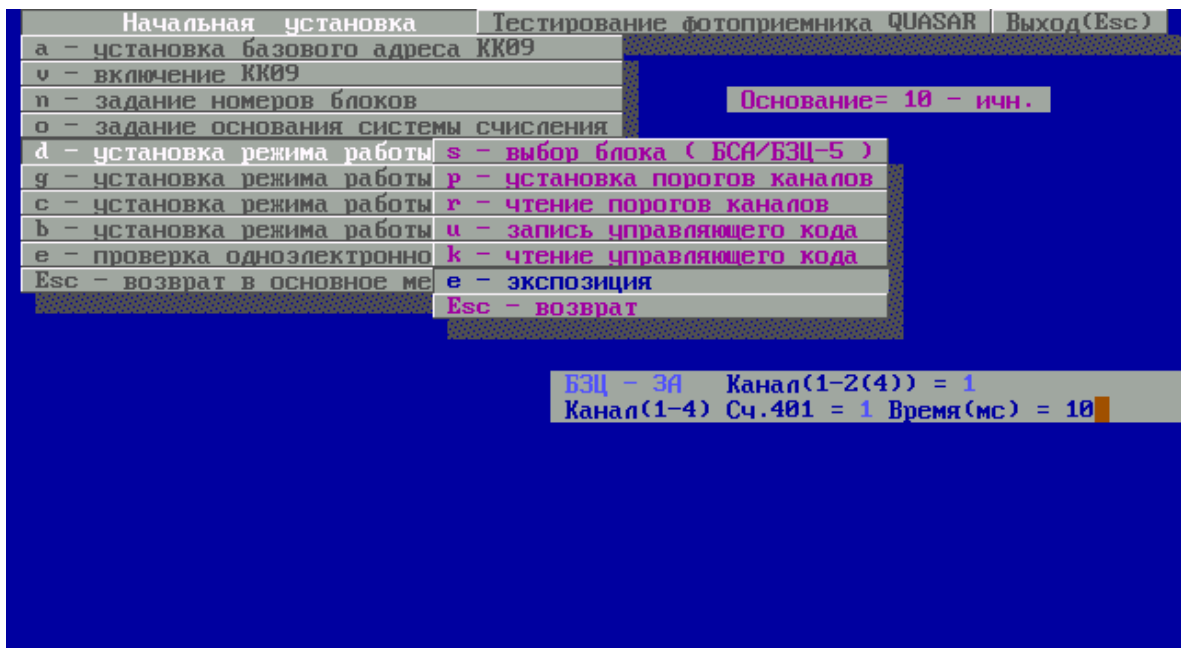 Начальная установка Тестирование фотоприемника QUASAR Выход(Esc)
a - установка базового адреса КК09
v - включение КК09
n - задание номеров блоков
Основание= 10 - ичн.
o - задание основания системы счисления
d - установка режима работы
g - установка режима работы
c - установка режима работы
b - установка режима работы
e - проверка одноэлектронно
Esc - возврат в основное ме
s - выбор блока ( БСА/БЗЦ-5 )
p - установка порогов каналов
r - чтение порогов каналов
u - запись управляющего кода
k - чтение управляющего кода
e - экспозиция
Esc - возврат
БЗЦ - 3А Канал(1-2(4)) = 1
Канал(1-4) Сч.401 = 1 Время(мс) = 10